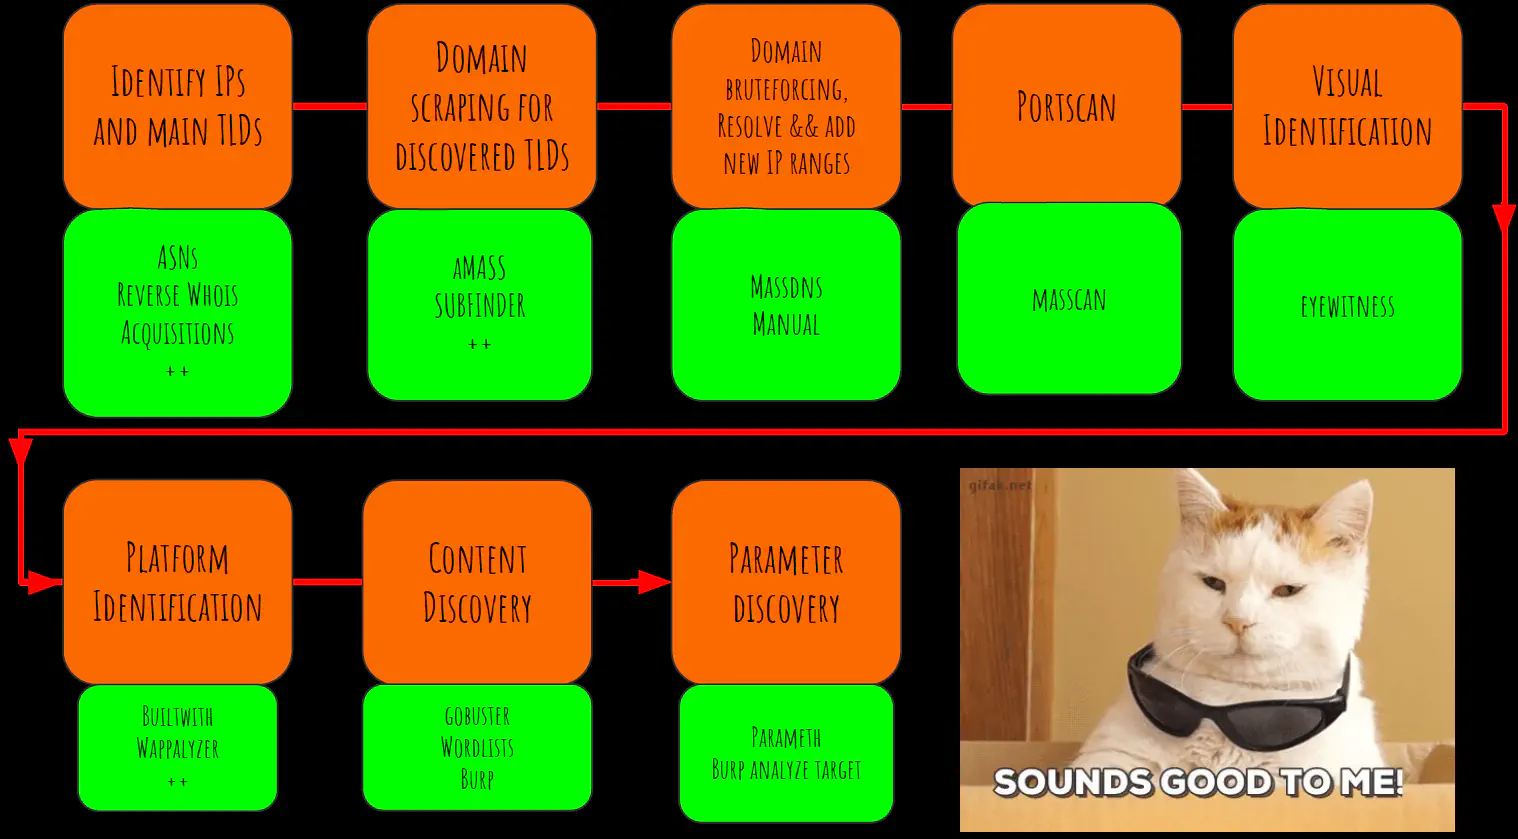 Identify IPs
and main TLDs
Domain
scraping for
discovered TLDs
Domain
bruteforcing,
Resolve && add
new IP ranges
Portscan
Visual
Identification
ASNs
Reverse Whois
Acquisitions
++
aMASS
SUBFINDER
++
Massdns
Manual
masscan
eyewitness
Platform
Identification
Content
Discovery
Parameter
discovery
Builtwith
Wappalyzer
++
gobuster
Wordlists
Burp
Parameth
Burp analyze target
gifak.net
SOUNDS GOOD TO ME!